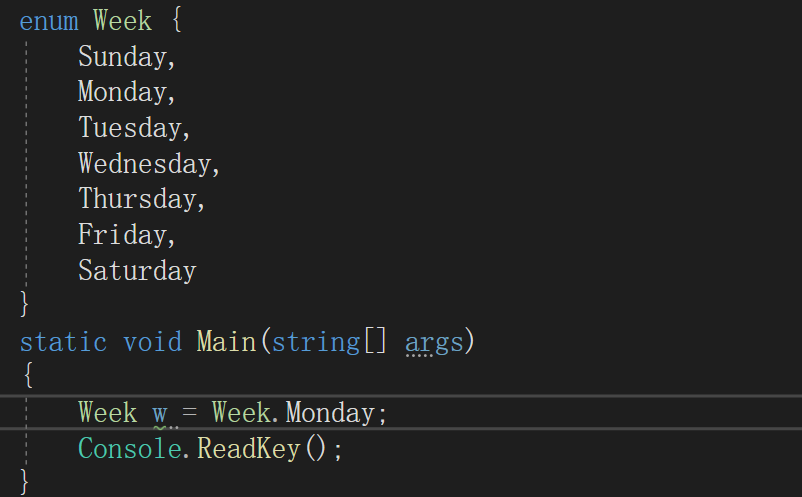 enum Week {
Sunday,
Monday,
Tuesday,
Wednesday,
Thursday,
Friday,
Saturday
}
static void Main(string[] args)
{
Week w = Week.Monday;
Console.ReadKey();
}